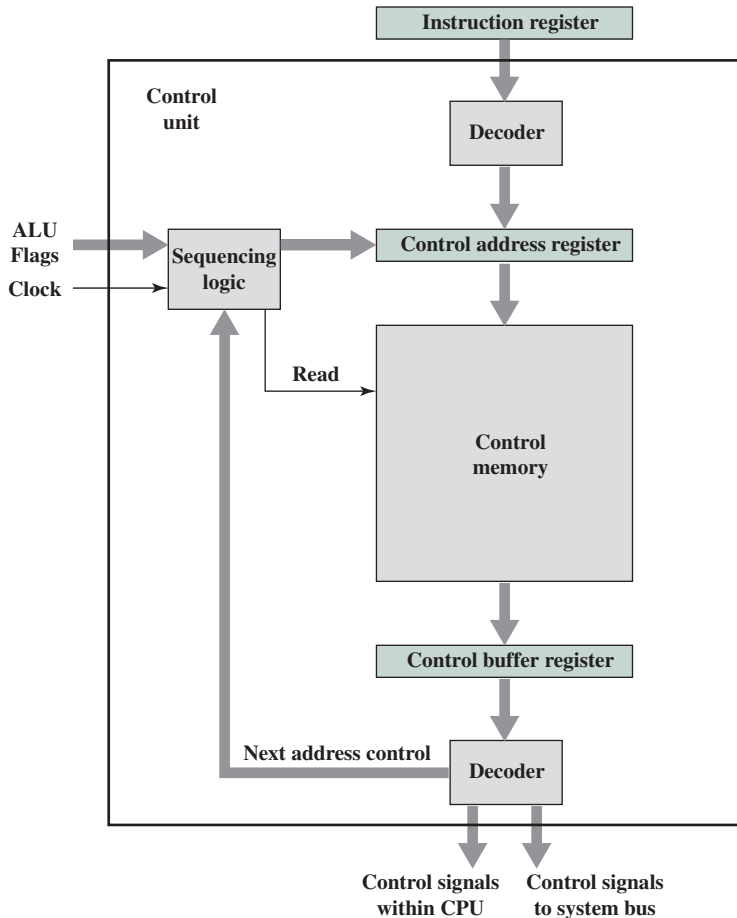 Instruction register
Control
unit
Decoder
ALU
Flags
Sequencing
logic
Control address register
Clock
Read
Control
memory
Control buffer register
Next address control
Decoder
Control signals
within CPU
Control signals
to system bus